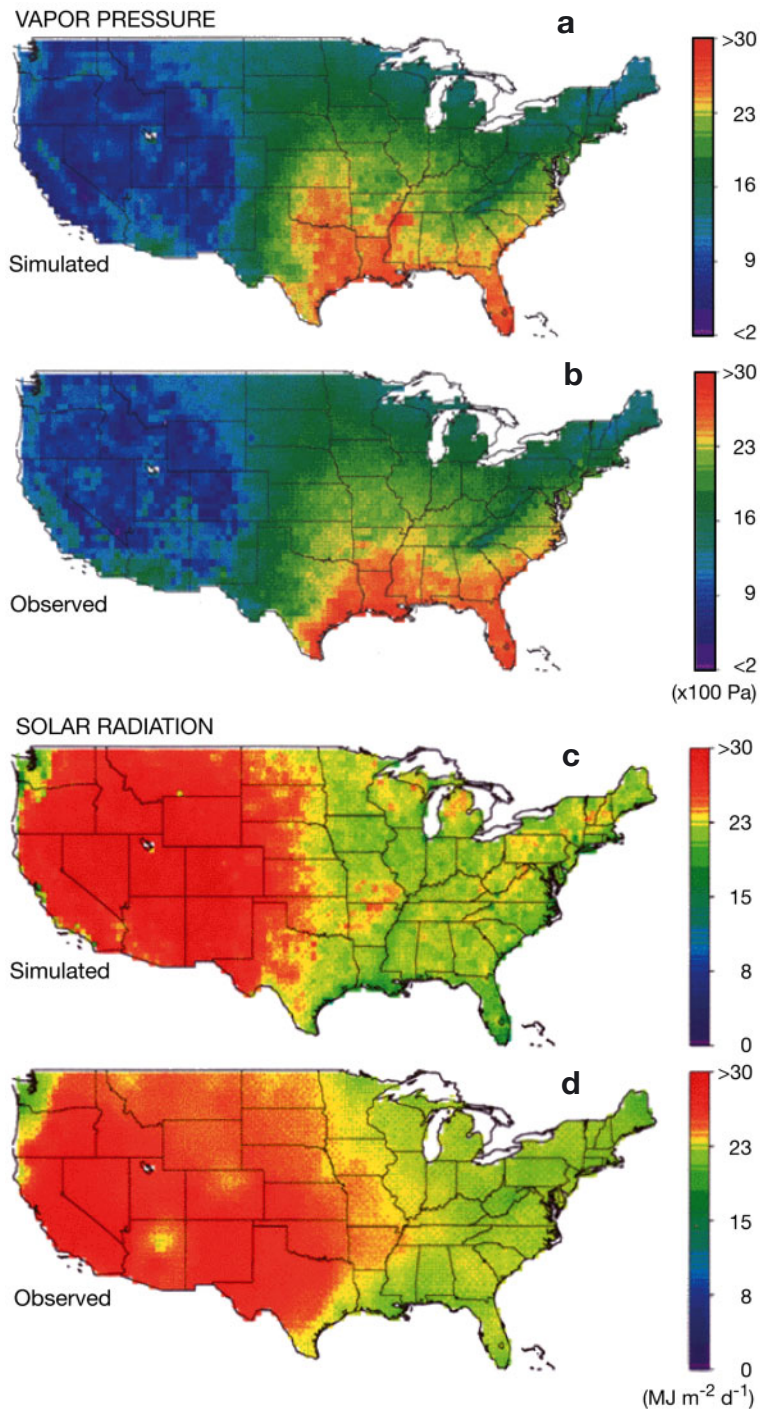 VAPOR PRESSURE
a
>30
23
16
9
<2
Simulated
b
>30
23
16
9
<2
(x100 Pa)
Observed
SOLAR RADIATION
c
>30
23
15
8
0
Simulated
d
>30
23
15
8
0
(MJ m⁻² d⁻¹)
Observed